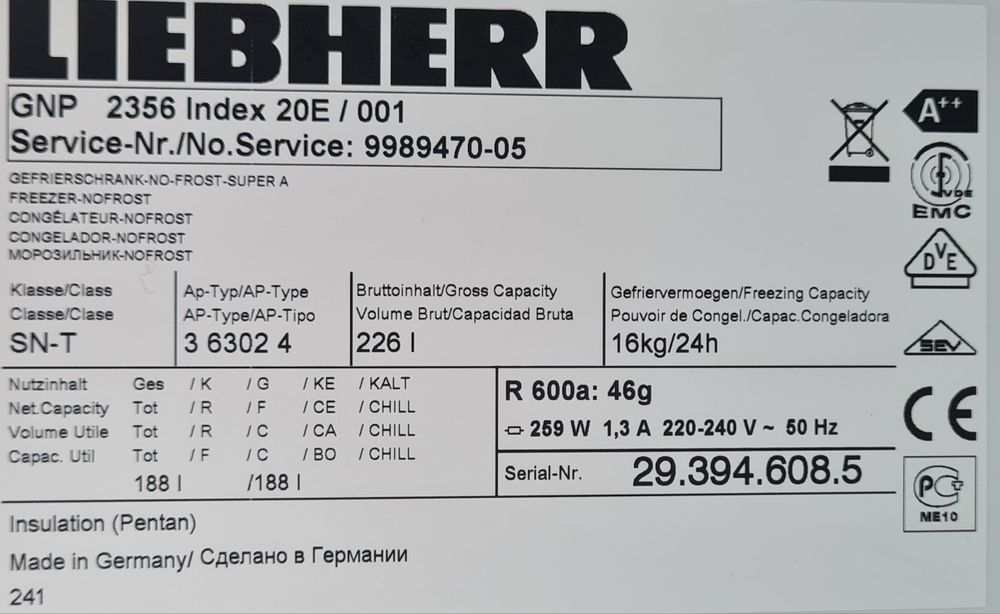 LIEBHERR
GNP 2356 Index 20E / 001
Service-Nr./No.Service: 9989470-05
GEFRIERSCHRANK-NO-FROST-SUPER A
FREEZER-NOFROST
CONGÉLATEUR-NOFROST
CONGELADOR-NOFROST
МОРОЗИЛЬНИК-NOFROST
A++
VDE
EMC
DVE
SEV
CE
Klasse/Class
Classe/Clase
SN-T
Ap-Typ/AP-Type
AP-Type/AP-Tipo
3 6302 4
Bruttoinhalt/Gross Capacity
Volume Brut/Capacidad Bruta
226 l
Gefriervermoegen/Freezing Capacity
Pouvoir de Congel./Capac.Congeladora
16kg/24h
Nutzinhalt Ges / K / G / KE / KALT
Net.Capacity Tot / R / F / CE / CHILL
Volume Utile Tot / R / C / CA / CHILL
Capac. Util Tot / F / C / BO / CHILL
188 l /188 l
R 600a: 46g
259 W 1,3 A 220-240 V ~ 50 Hz
Serial-Nr. 29.394.608.5
РСТ
ME10
Insulation (Pentan)
Made in Germany/ Сделано в Германии
241